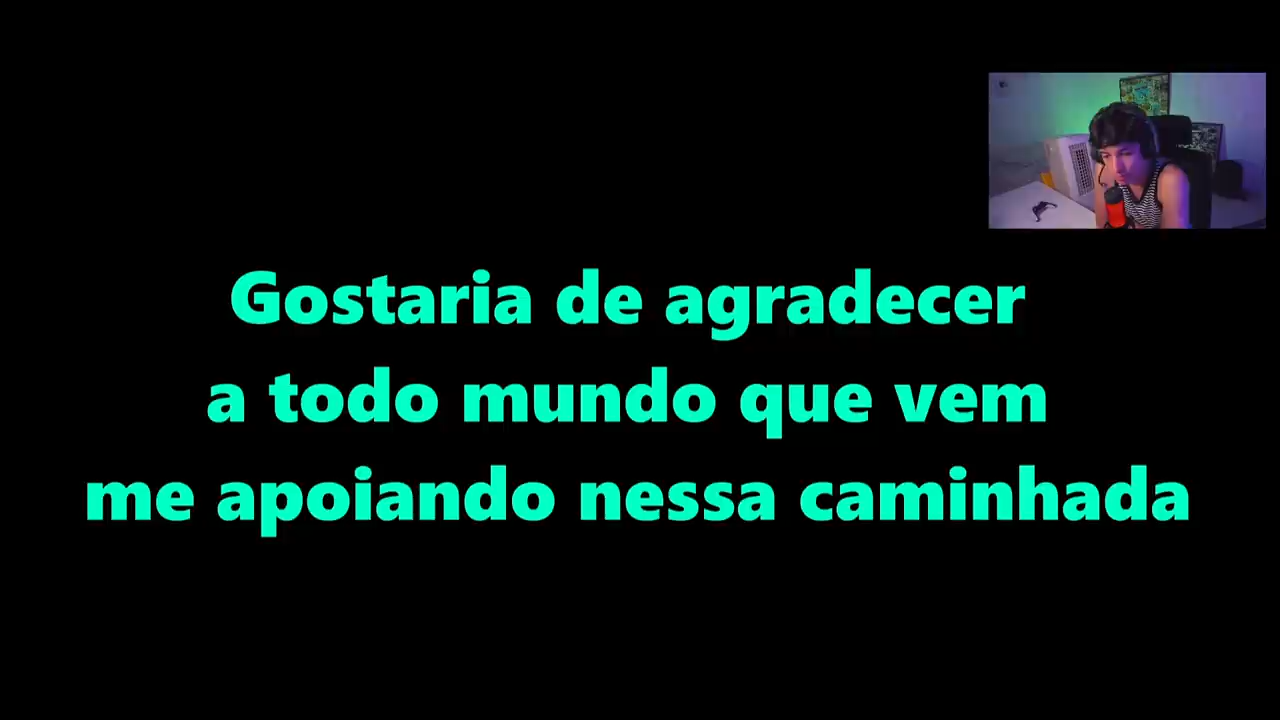 Gostaria de agradecer
a todo mundo que vem
me apoiando nessa caminhada